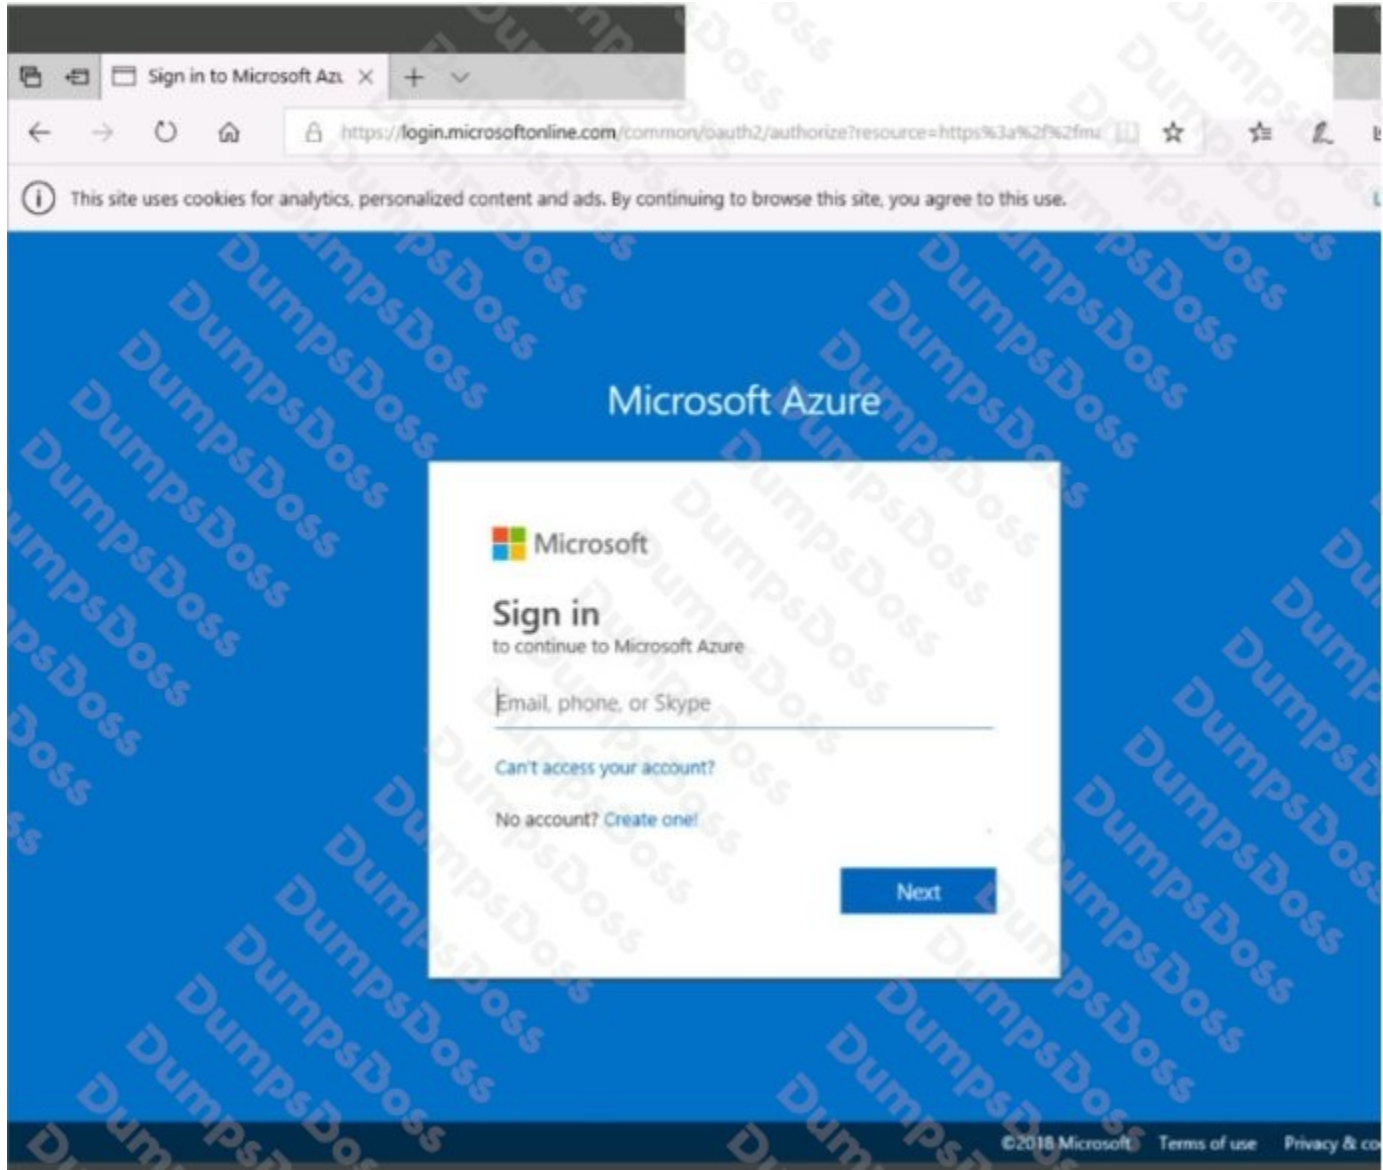 Sign in to Microsoft Az
https://login.microsoftonline.com/common/oauth2/authorize?resource=https%3a%2f%2fma
This site uses cookies for analytics, personalized content and ads. By continuing to browse this site, you agree to this use.
Microsoft Azure
Microsoft
Sign in
to continue to Microsoft Azure
Email, phone, or Skype
Can't access your account?
No account? Create one!
Next
©2018 Microsoft Terms of use Privacy & co
DumpsDoss